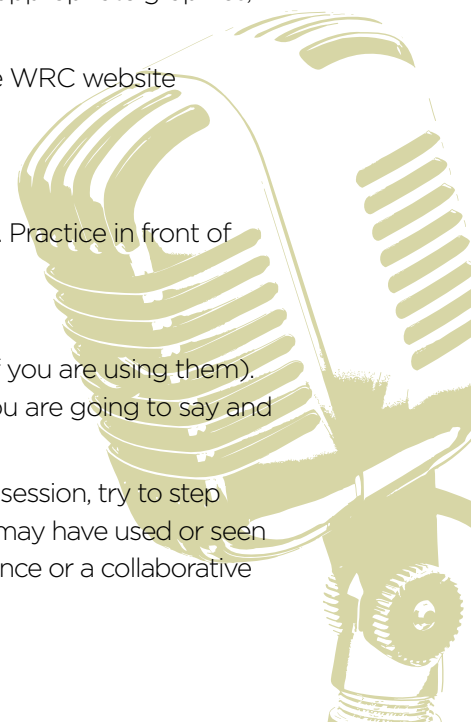 e WRC website
. Practice in front of
f you are using them).
ou are going to say and
session, try to step
may have used or seen
nce or a collaborative